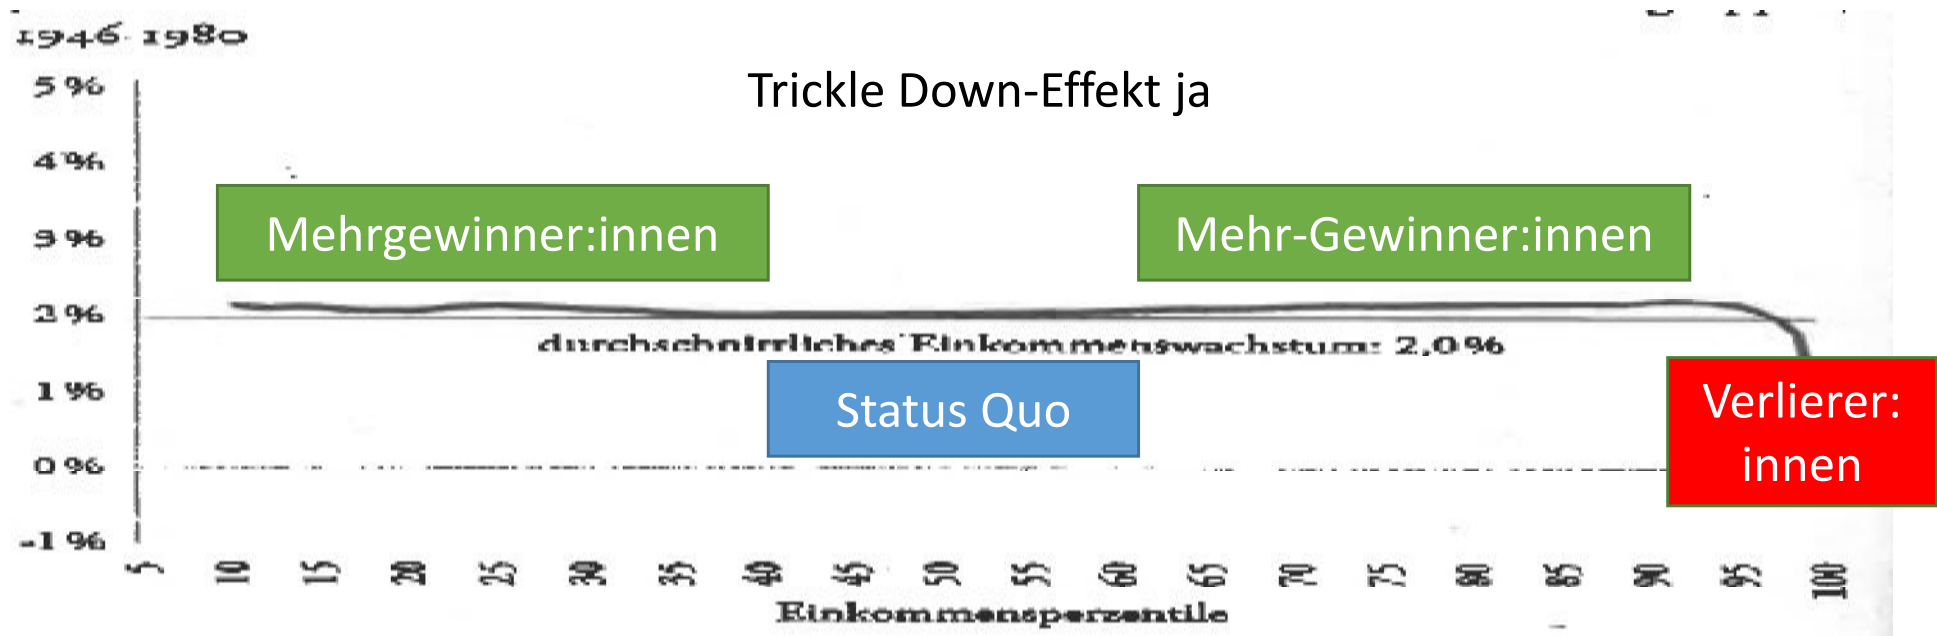 1946-1980
Trickle Down-Effekt ja
5 %
4 %
3 %
2 %
1 %
0 %
-1 %
Mehrgewinner:innen
Mehr-Gewinner:innen
durchschnittliches Einkommenswachstum: 2,0 %
Status Quo
Verlierer:
innen
5 10 15 20 25 30 35 40 45 50 55 60 65 70 75 80 85 90 95 100
Einkommensperzentile